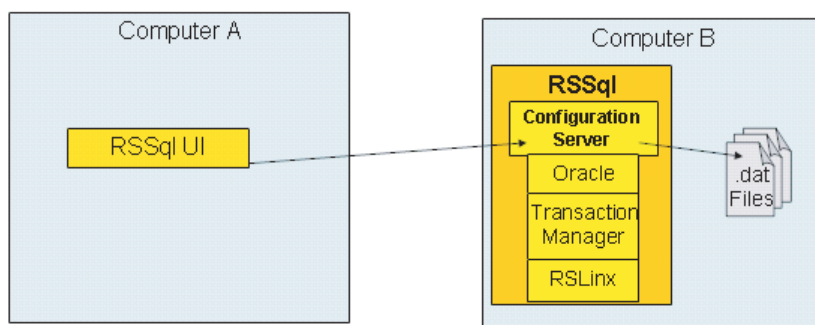 Computer A
RSSql UI
Computer B
RSSql
Configuration
Server
Oracle
Transaction
Manager
RSLinx
.dat
Files